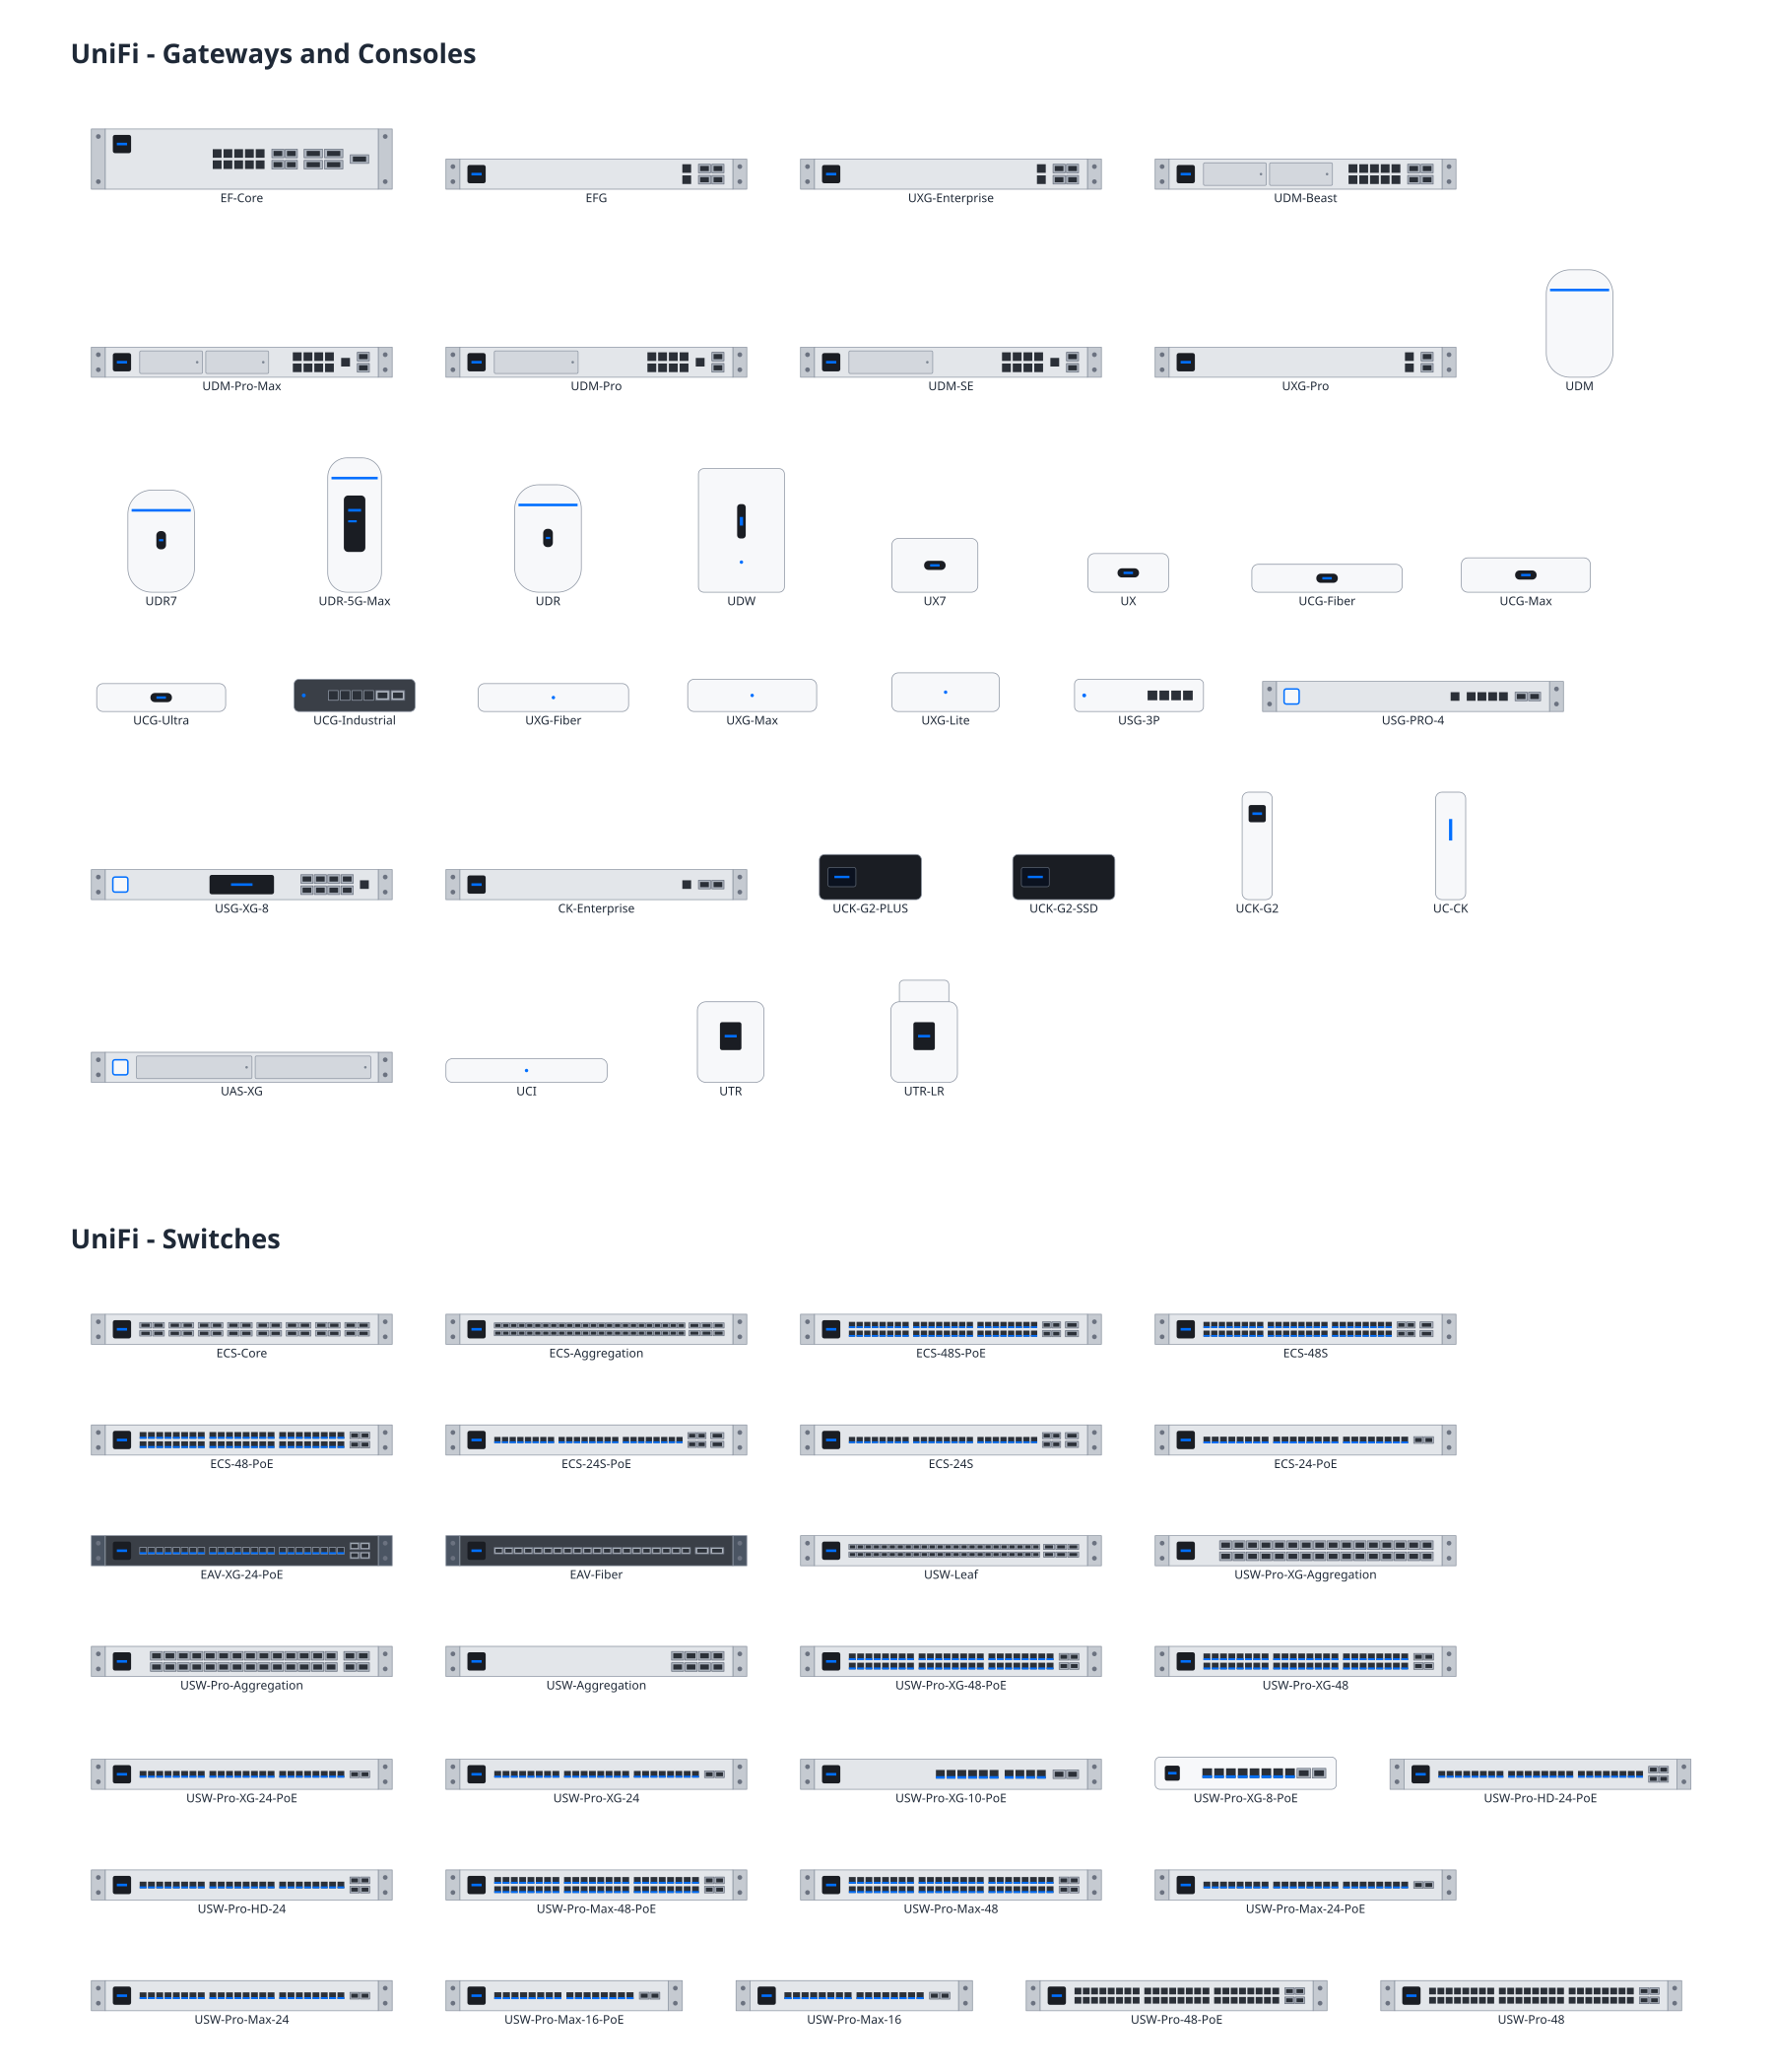 UniFi - Gateways and Consoles
EF-Core
EFG
UXG-Enterprise
UDM-Beast
UDM-Pro-Max
UDM-Pro
UDM-SE
UXG-Pro
UDM
UDR7
UDR-5G-Max
UDR
UDW
UX7
UX
UCG-Fiber
UCG-Max
UCG-Ultra
UCG-Industrial
UXG-Fiber
UXG-Max
UXG-Lite
USG-3P
USG-PRO-4
USG-XG-8
CK-Enterprise
UCK-G2-PLUS
UCK-G2-SSD
UCK-G2
UC-CK
UAS-XG
UCI
UTR
UTR-LR
UniFi - Switches
ECS-Core
ECS-Aggregation
ECS-48S-PoE
ECS-48S
ECS-48-PoE
ECS-24S-PoE
ECS-24S
ECS-24-PoE
EAV-XG-24-PoE
EAV-Fiber
USW-Leaf
USW-Pro-XG-Aggregation
USW-Pro-Aggregation
USW-Aggregation
USW-Pro-XG-48-PoE
USW-Pro-XG-48
USW-Pro-XG-24-PoE
USW-Pro-XG-24
USW-Pro-XG-10-PoE
USW-Pro-XG-8-PoE
USW-Pro-HD-24-PoE
USW-Pro-HD-24
USW-Pro-Max-48-PoE
USW-Pro-Max-48
USW-Pro-Max-24-PoE
USW-Pro-Max-24
USW-Pro-Max-16-PoE
USW-Pro-Max-16
USW-Pro-48-PoE
USW-Pro-48